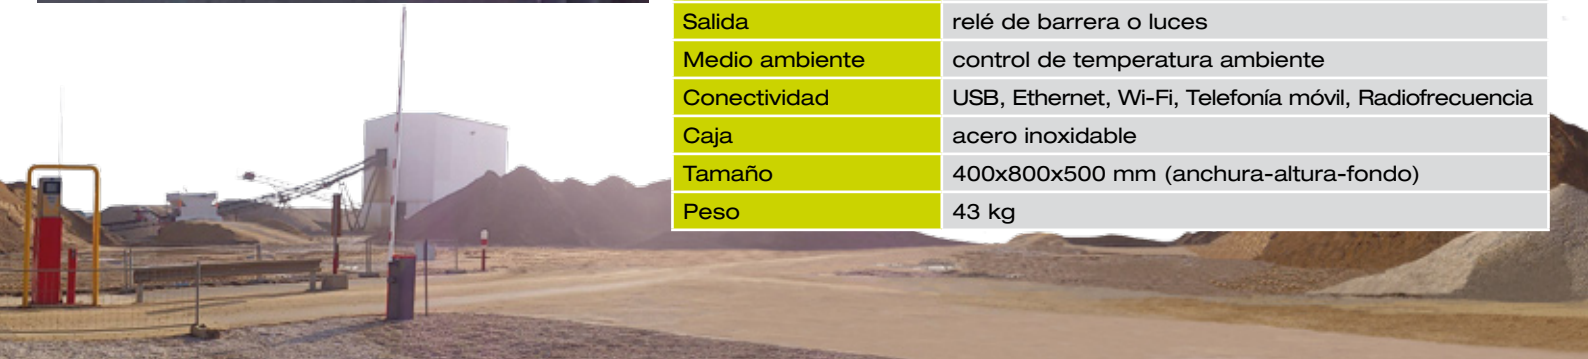 Salida relé de barrera o luces
Medio ambiente control de temperatura ambiente
Conectividad USB, Ethernet, Wi-Fi, Telefonía móvil, Radiofrecuencia
Caja acero inoxidable
Tamaño 400x800x500 mm (anchura-altura-fondo)
Peso 43 kg